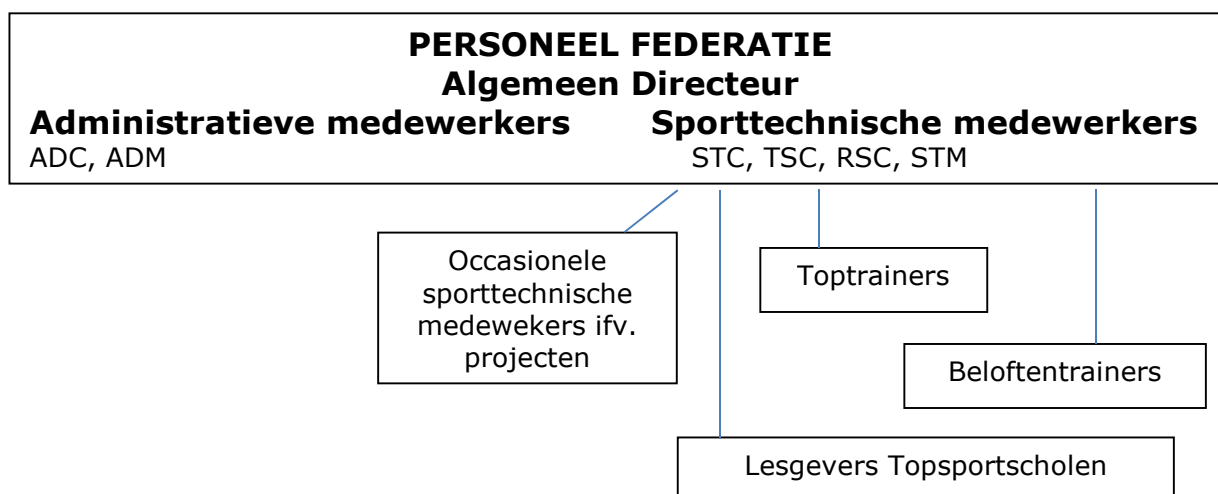 PERSONEEL FEDERATIE
Algemeen Directeur
Administratieve medewerkers Sporttechnische medewerkers
ADC, ADM STC, TSC, RSC, STM
Occasionele
sporttechnische
medewekers ifv.
projecten
Toptrainers
Beloftentrainers
Lesgevers Topsportscholen